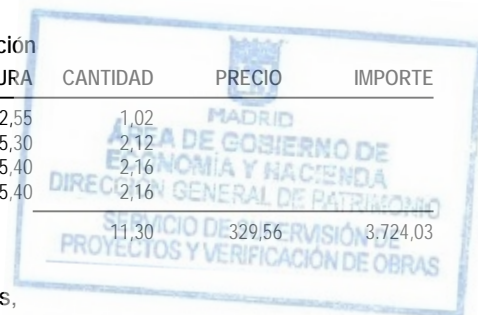 ción
URA CANTIDAD PRECIO IMPORTE
2,55 1,02
5,30 2,12
5,40 2,16
5,40 2,16
11,30 329,56 3.724,03
s,
MADRID
ÁREA DE GOBIERNO DE
ECONOMÍA Y HACIENDA
DIRECCIÓN GENERAL DE PATRIMONIO
SERVICIO DE SUPERVISIÓN DE
PROYECTOS Y VERIFICACIÓN DE OBRAS